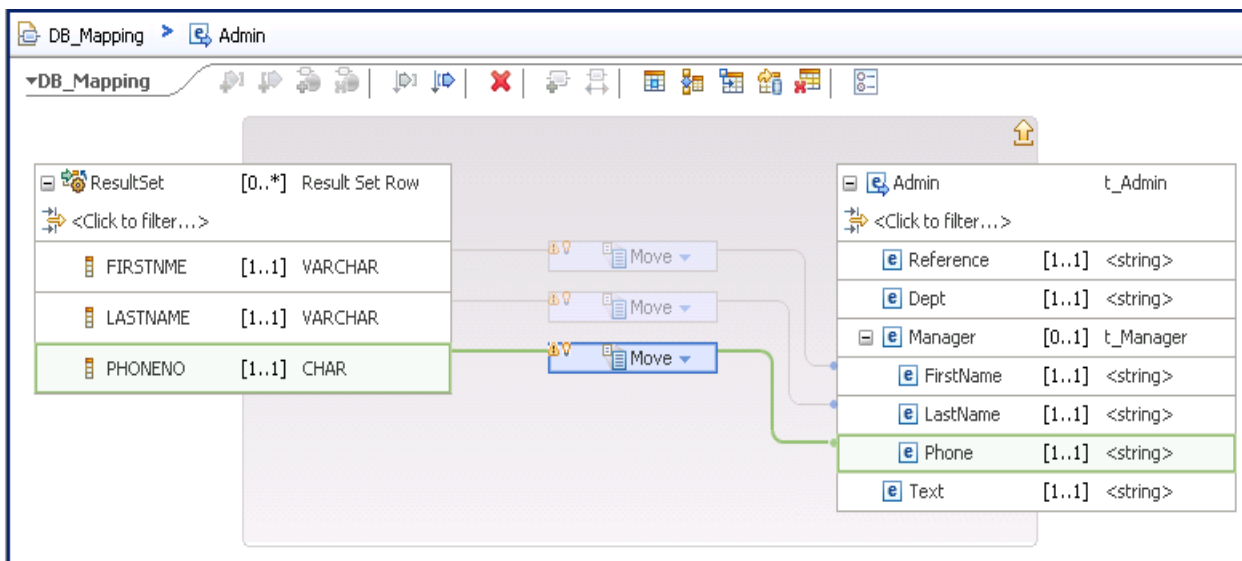 DB_Mapping > Admin
DB_Mapping
ResultSet [0..*] Result Set Row
<Click to filter...>
FIRSTNME [1..1] VARCHAR
LASTNAME [1..1] VARCHAR
PHONENO [1..1] CHAR
Move
Move
Move
Admin t_Admin
<Click to filter...>
Reference [1..1] <string>
Dept [1..1] <string>
Manager [0..1] t_Manager
FirstName [1..1] <string>
LastName [1..1] <string>
Phone [1..1] <string>
Text [1..1] <string>